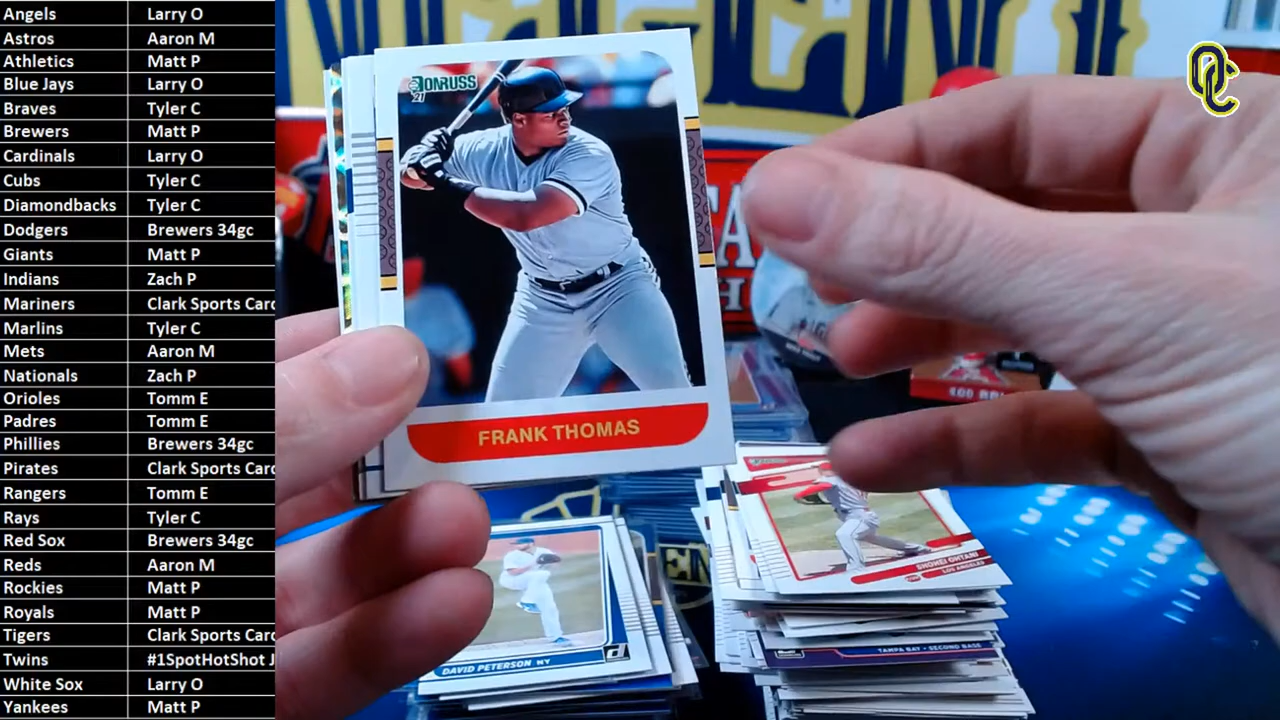 Angels Larry O
Astros Aaron M
Athletics Matt P
Blue Jays Larry O
Braves Tyler C
Brewers Matt P
Cardinals Larry O
Cubs Tyler C
Diamondbacks Tyler C
Dodgers Brewers 34gc
Giants Matt P
Indians Zach P
Mariners Clark Sports Card
Marlins Tyler C
Mets Aaron M
Nationals Zach P
Orioles Tomm E
Padres Tomm E
Phillies Brewers 34gc
Pirates Clark Sports Card
Rangers Tomm E
Rays Tyler C
Red Sox Brewers 34gc
Reds Aaron M
Rockies Matt P
Royals Matt P
Tigers Clark Sports Card
Twins #1SpotHotShot J
White Sox Larry O
Yankees Matt P
DONRUSS
21
FRANK THOMAS
OC
SHOHEI OHTANI
LOS ANGELES
DAVID PETERSON NY
TAMPA BAY - SECOND BASE